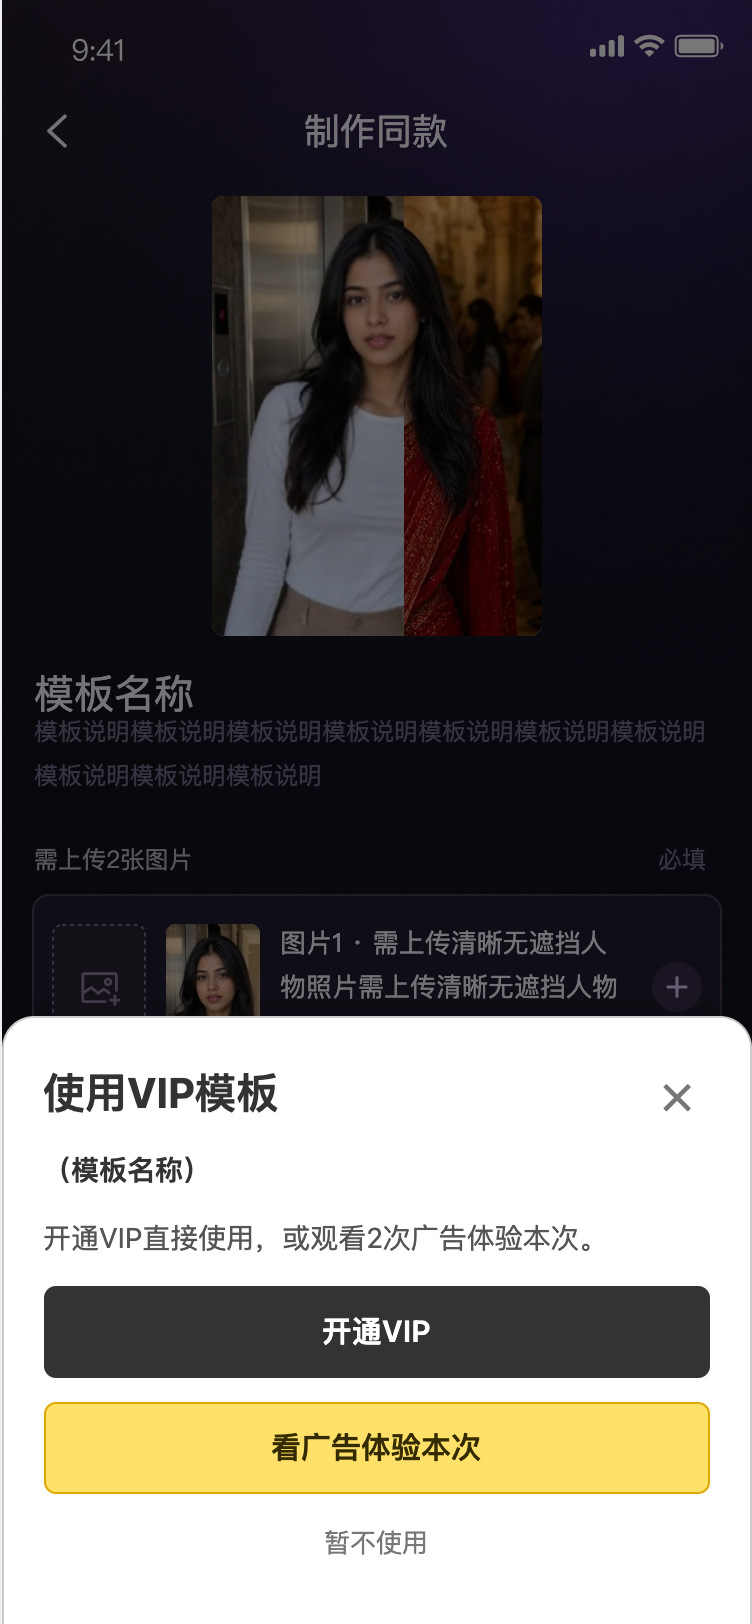 9:41
制作同款
模板名称
模板说明模板说明模板说明模板说明模板说明模板说明模板说明
模板说明模板说明模板说明
需上传2张图片
必填
图片1 · 需上传清晰无遮挡人
物照片需上传清晰无遮挡人物
使用VIP模板
（模板名称）
开通VIP直接使用，或观看2次广告体验本次。
开通VIP
看广告体验本次
暂不使用